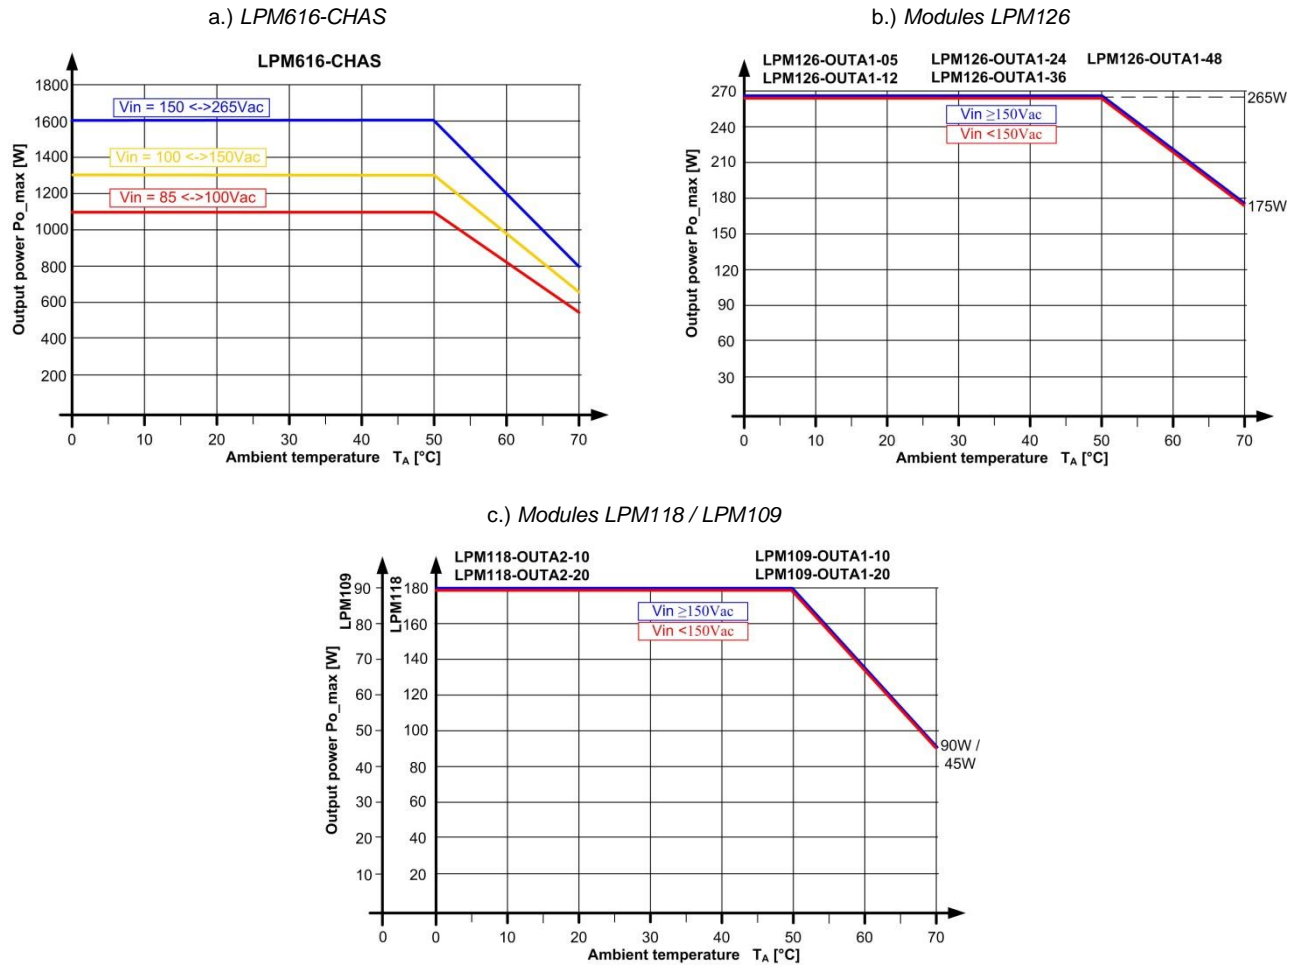 a.) LPM616-CHAS
b.) Modules LPM126
LPM616-CHAS
1800
1600
1400
1200
1000
800
600
400
200
Output power Po_max [W]
Vin = 150 <->265Vac
Vin = 100 <->150Vac
Vin = 85 <->100Vac
0 10 20 30 40 50 60 70
Ambient temperature TA [°C]
LPM126-OUTA1-05 LPM126-OUTA1-24 LPM126-OUTA1-48
LPM126-OUTA1-12 LPM126-OUTA1-36
270
240
210
180
150
120
90
60
30
Output power Po_max [W]
Vin ≥150Vac
Vin <150Vac
265W
175W
0 10 20 30 40 50 60 70
Ambient temperature TA [°C]
c.) Modules LPM118 / LPM109
LPM118-OUTA2-10 LPM109-OUTA1-10
LPM118-OUTA2-20 LPM109-OUTA1-20
LPM109
LPM118
90 180
80 160
70 140
60 120
50 100
40 80
30 60
20 40
10 20
Output power Po_max [W]
Vin ≥150Vac
Vin <150Vac
90W /
45W
0 0 10 20 30 40 50 60 70
Ambient temperature TA [°C]